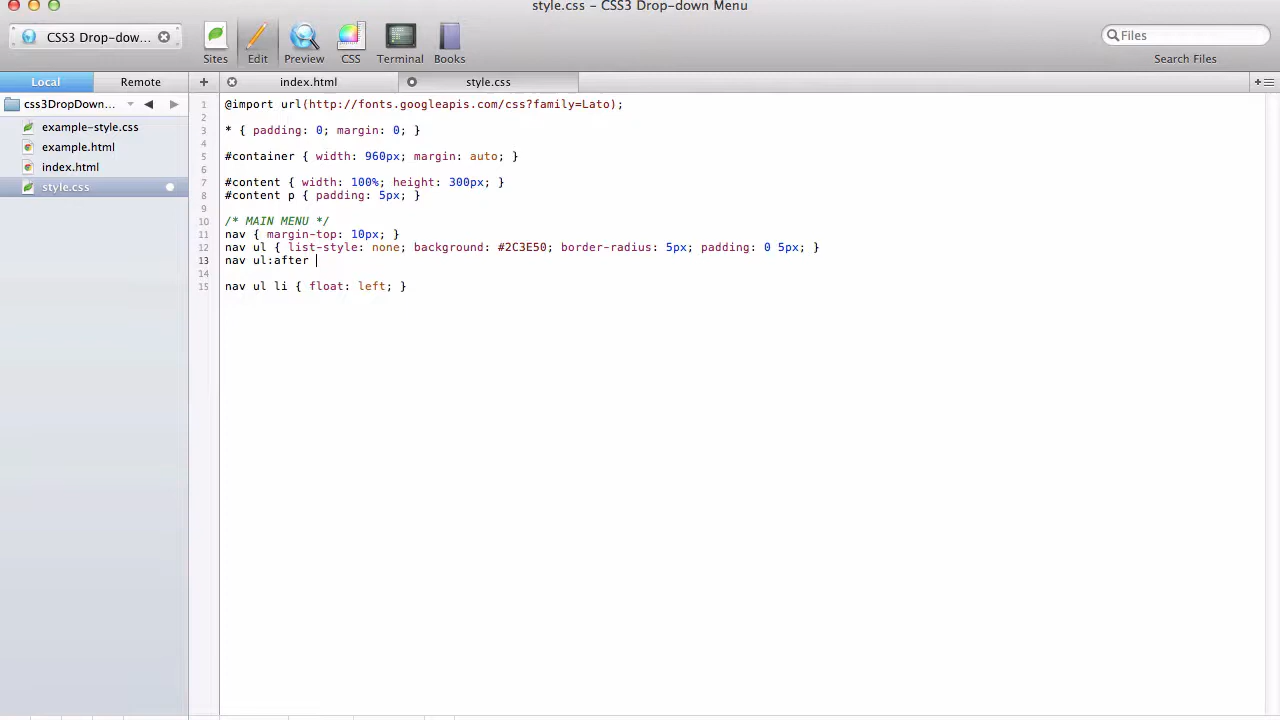 style.css – CSS3 Drop-down Menu
CSS3 Drop-dow...
Sites
Edit
Preview
CSS
Terminal
Books
Files
Search Files
Local
Remote
index.html
style.css
css3DropDown...
example-style.css
example.html
index.html
style.css
1 @import url(http://fonts.googleapis.com/css?family=Lato);
2
3 * { padding: 0; margin: 0; }
4
5 #container { width: 960px; margin: auto; }
6
7 #content { width: 100%; height: 300px; }
8 #content p { padding: 5px; }
9
10 /* MAIN MENU */
11 nav { margin-top: 10px; }
12 nav ul { list-style: none; background: #2C3E50; border-radius: 5px; padding: 0 5px; }
13 nav ul:after
14
15 nav ul li { float: left; }